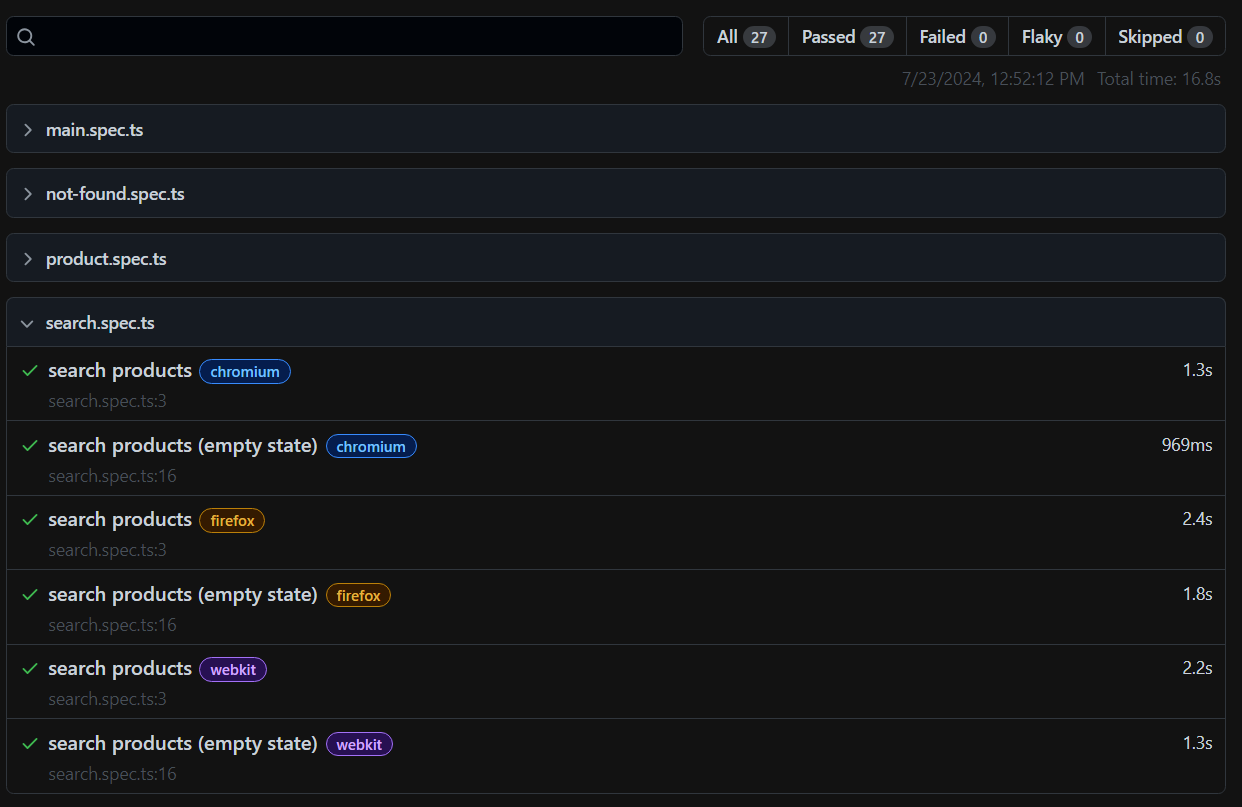 All 27 Passed 27 Failed 0 Flaky 0 Skipped 0
7/23/2024, 12:52:12 PM Total time: 16.8s
main.spec.ts
not-found.spec.ts
product.spec.ts
search.spec.ts
search products chromium 1.3s
search.spec.ts:3
search products (empty state) chromium 969ms
search.spec.ts:16
search products firefox 2.4s
search.spec.ts:3
search products (empty state) firefox 1.8s
search.spec.ts:16
search products webkit 2.2s
search.spec.ts:3
search products (empty state) webkit 1.3s
search.spec.ts:16